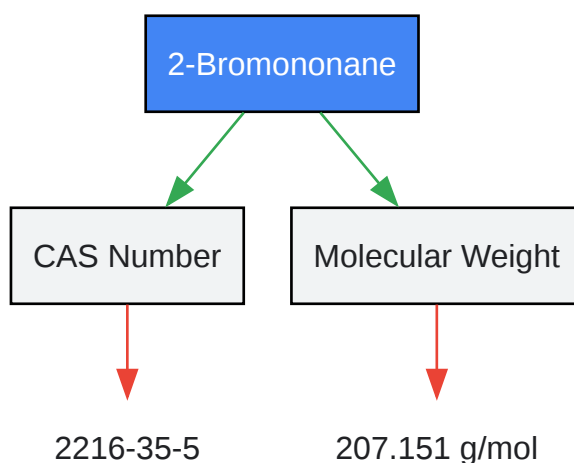 2-Bromononane
CAS Number
Molecular Weight
2216-35-5
207.151 g/mol